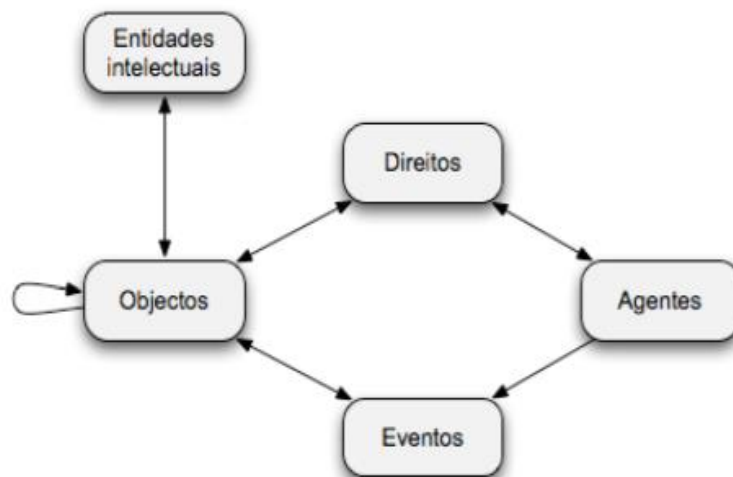 Entidades
intelectuais
Direitos
Objectos
Agentes
Eventos